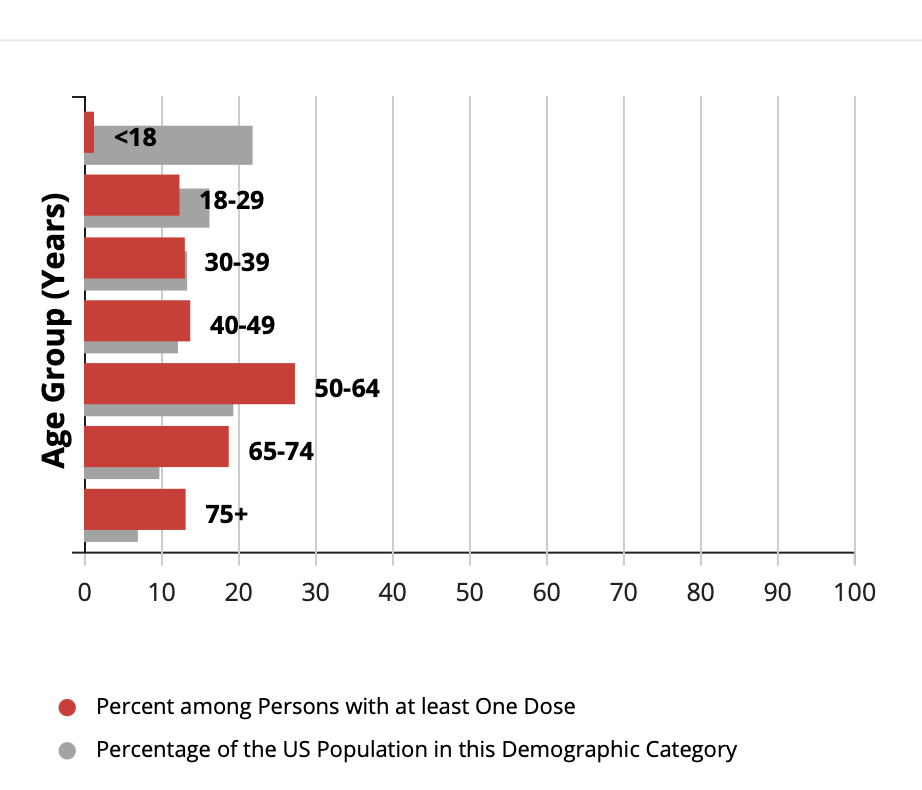 Age Group (Years)
<18
18-29
30-39
40-49
50-64
65-74
75+
0 10 20 30 40 50 60 70 80 90 100
Percent among Persons with at least One Dose
Percentage of the US Population in this Demographic Category